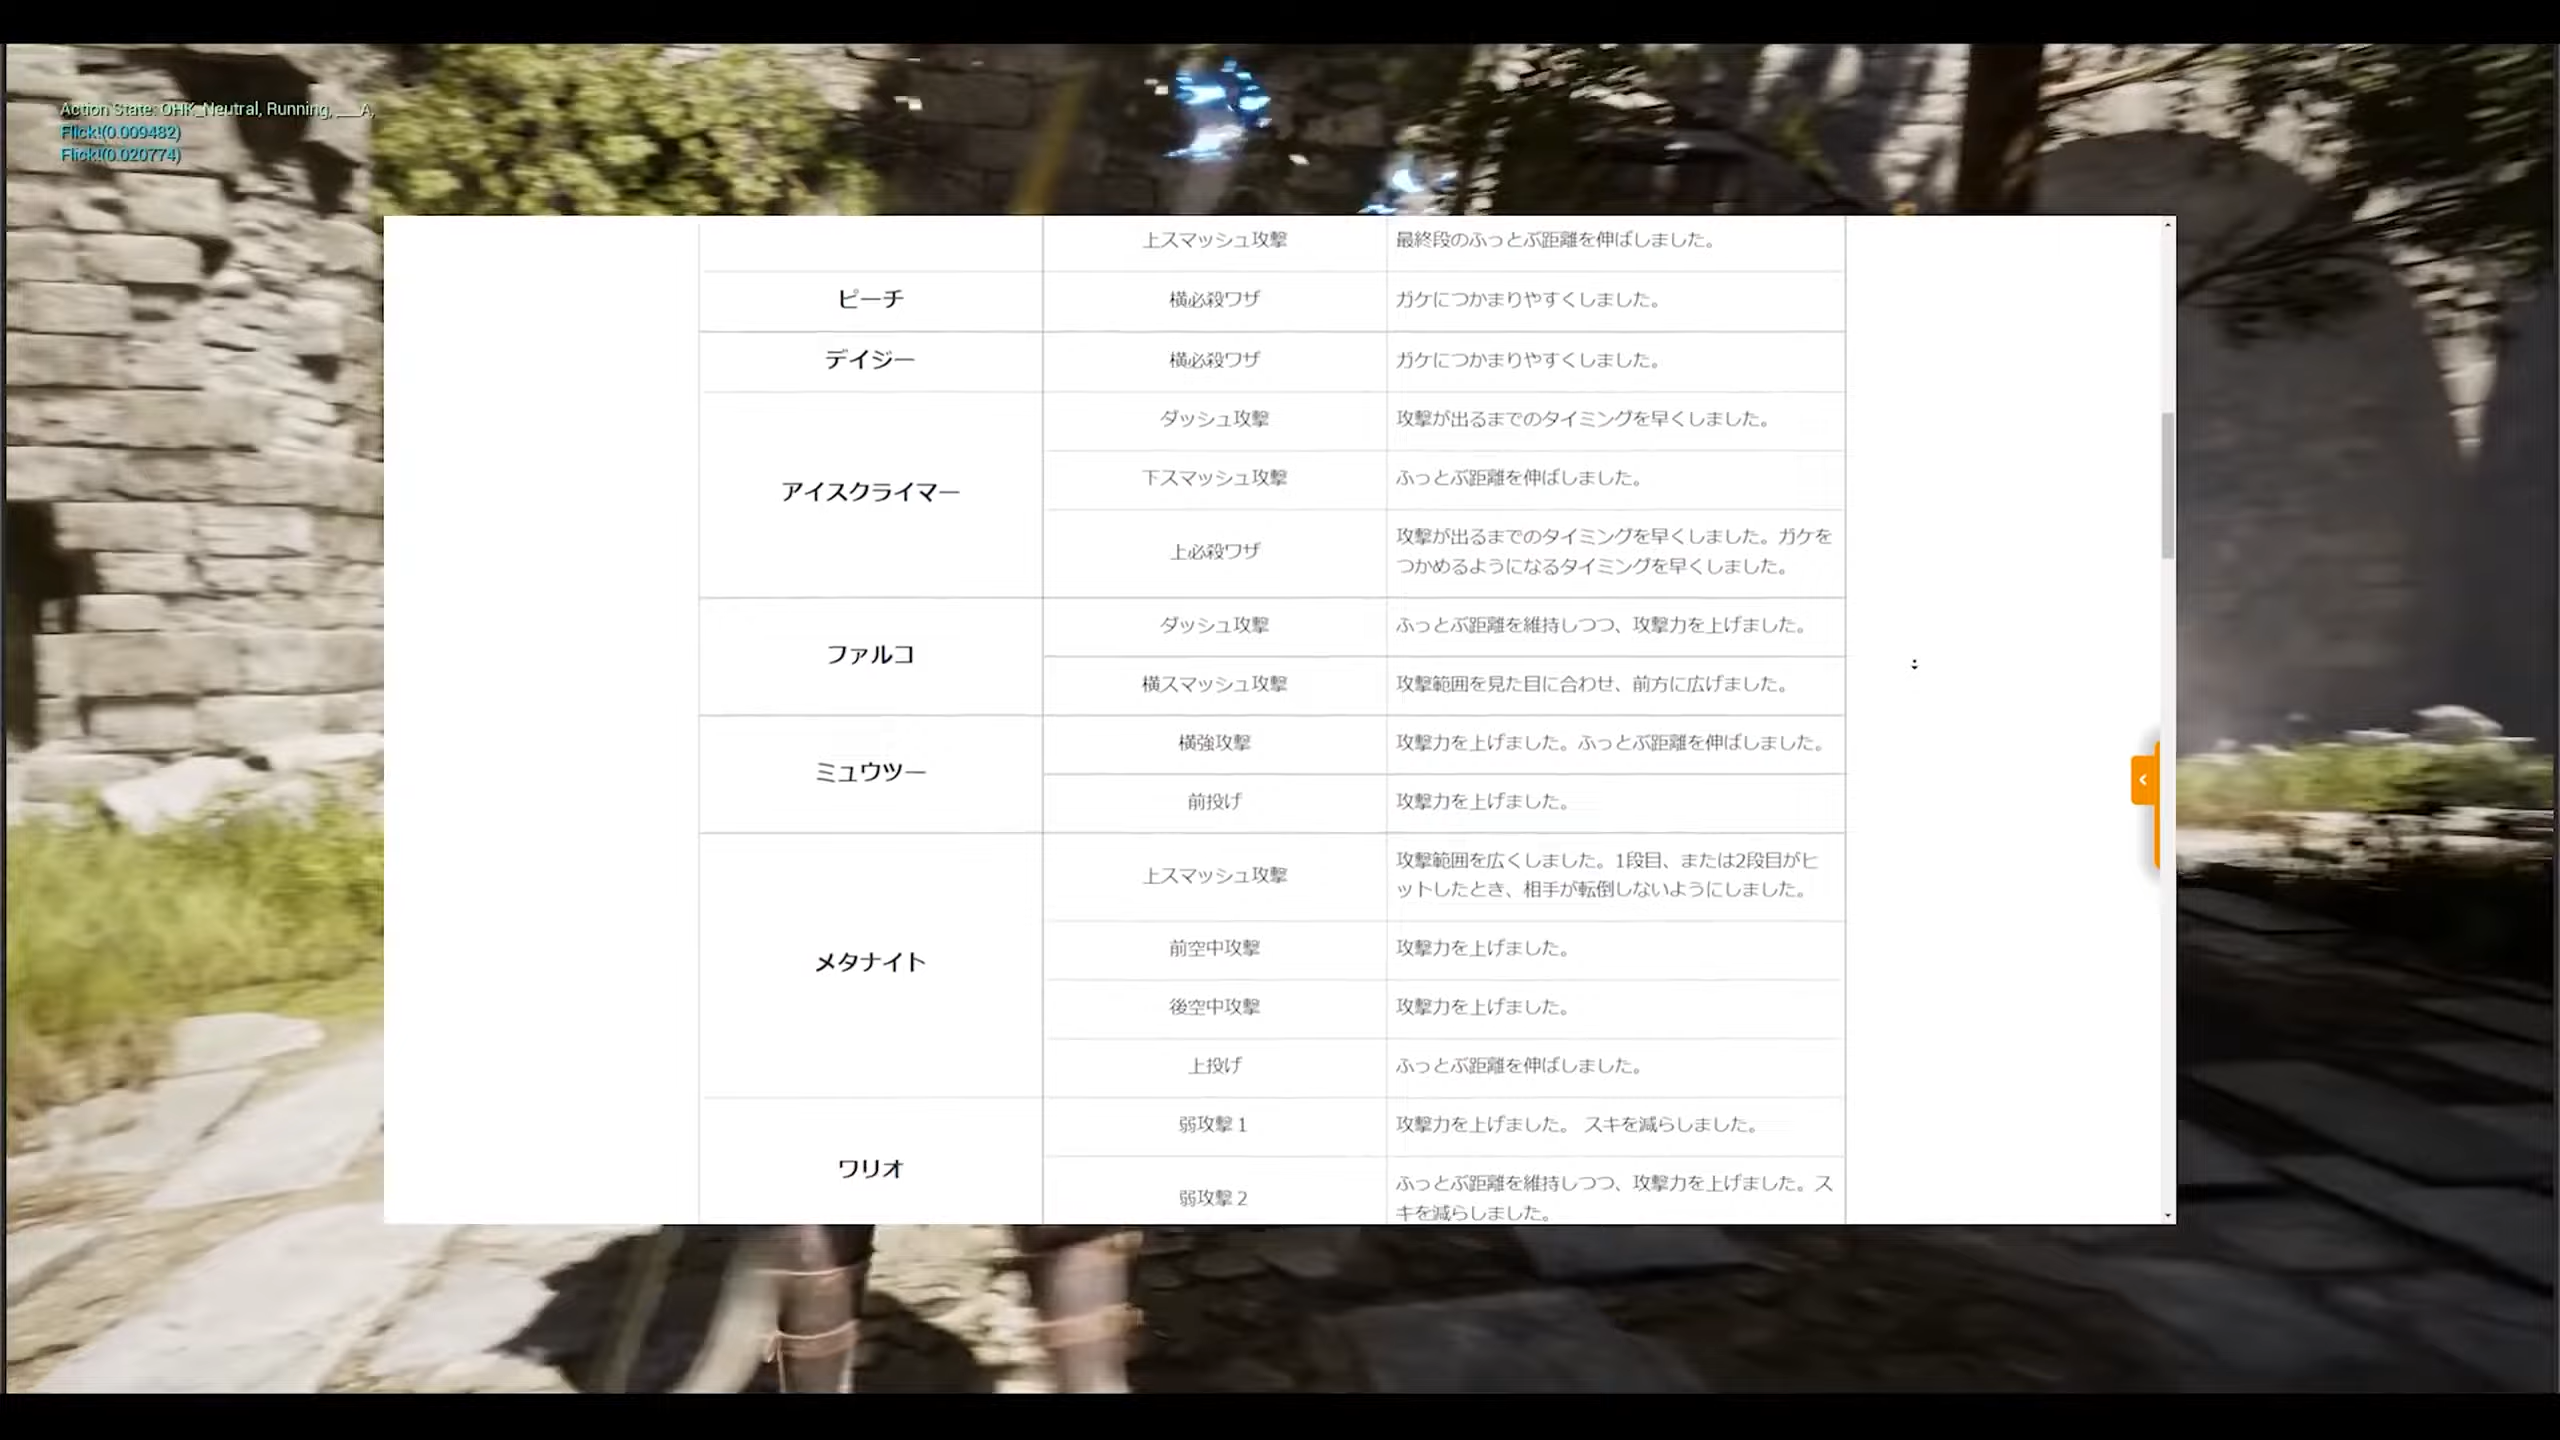 Action State: OHK_Neutral, Running, ___A,
Flick!(0.009482)
Flick!(0.020774)
上スマッシュ攻撃
最終段のふっとぶ距離を伸ばしました。
ピーチ
横必殺ワザ
ガケにつかまりやすくしました。
デイジー
横必殺ワザ
ガケにつかまりやすくしました。
アイスクライマー
ダッシュ攻撃
攻撃が出るまでのタイミングを早くしました。
下スマッシュ攻撃
ふっとぶ距離を伸ばしました。
上必殺ワザ
攻撃が出るまでのタイミングを早くしました。ガケを
つかめるようになるタイミングを早くしました。
ファルコ
ダッシュ攻撃
ふっとぶ距離を維持しつつ、攻撃力を上げました。
横スマッシュ攻撃
攻撃範囲を見た目に合わせ、前方に広げました。
ミュウツー
横強攻撃
攻撃力を上げました。ふっとぶ距離を伸ばしました。
前投げ
攻撃力を上げました。
メタナイト
上スマッシュ攻撃
攻撃範囲を広くしました。1段目、または2段目がヒ
ットしたとき、相手が転倒しないようにしました。
前空中攻撃
攻撃力を上げました。
後空中攻撃
攻撃力を上げました。
上投げ
ふっとぶ距離を伸ばしました。
ワリオ
弱攻撃1
攻撃力を上げました。 スキを減らしました。
弱攻撃2
ふっとぶ距離を維持しつつ、攻撃力を上げました。ス
キを減らしました。